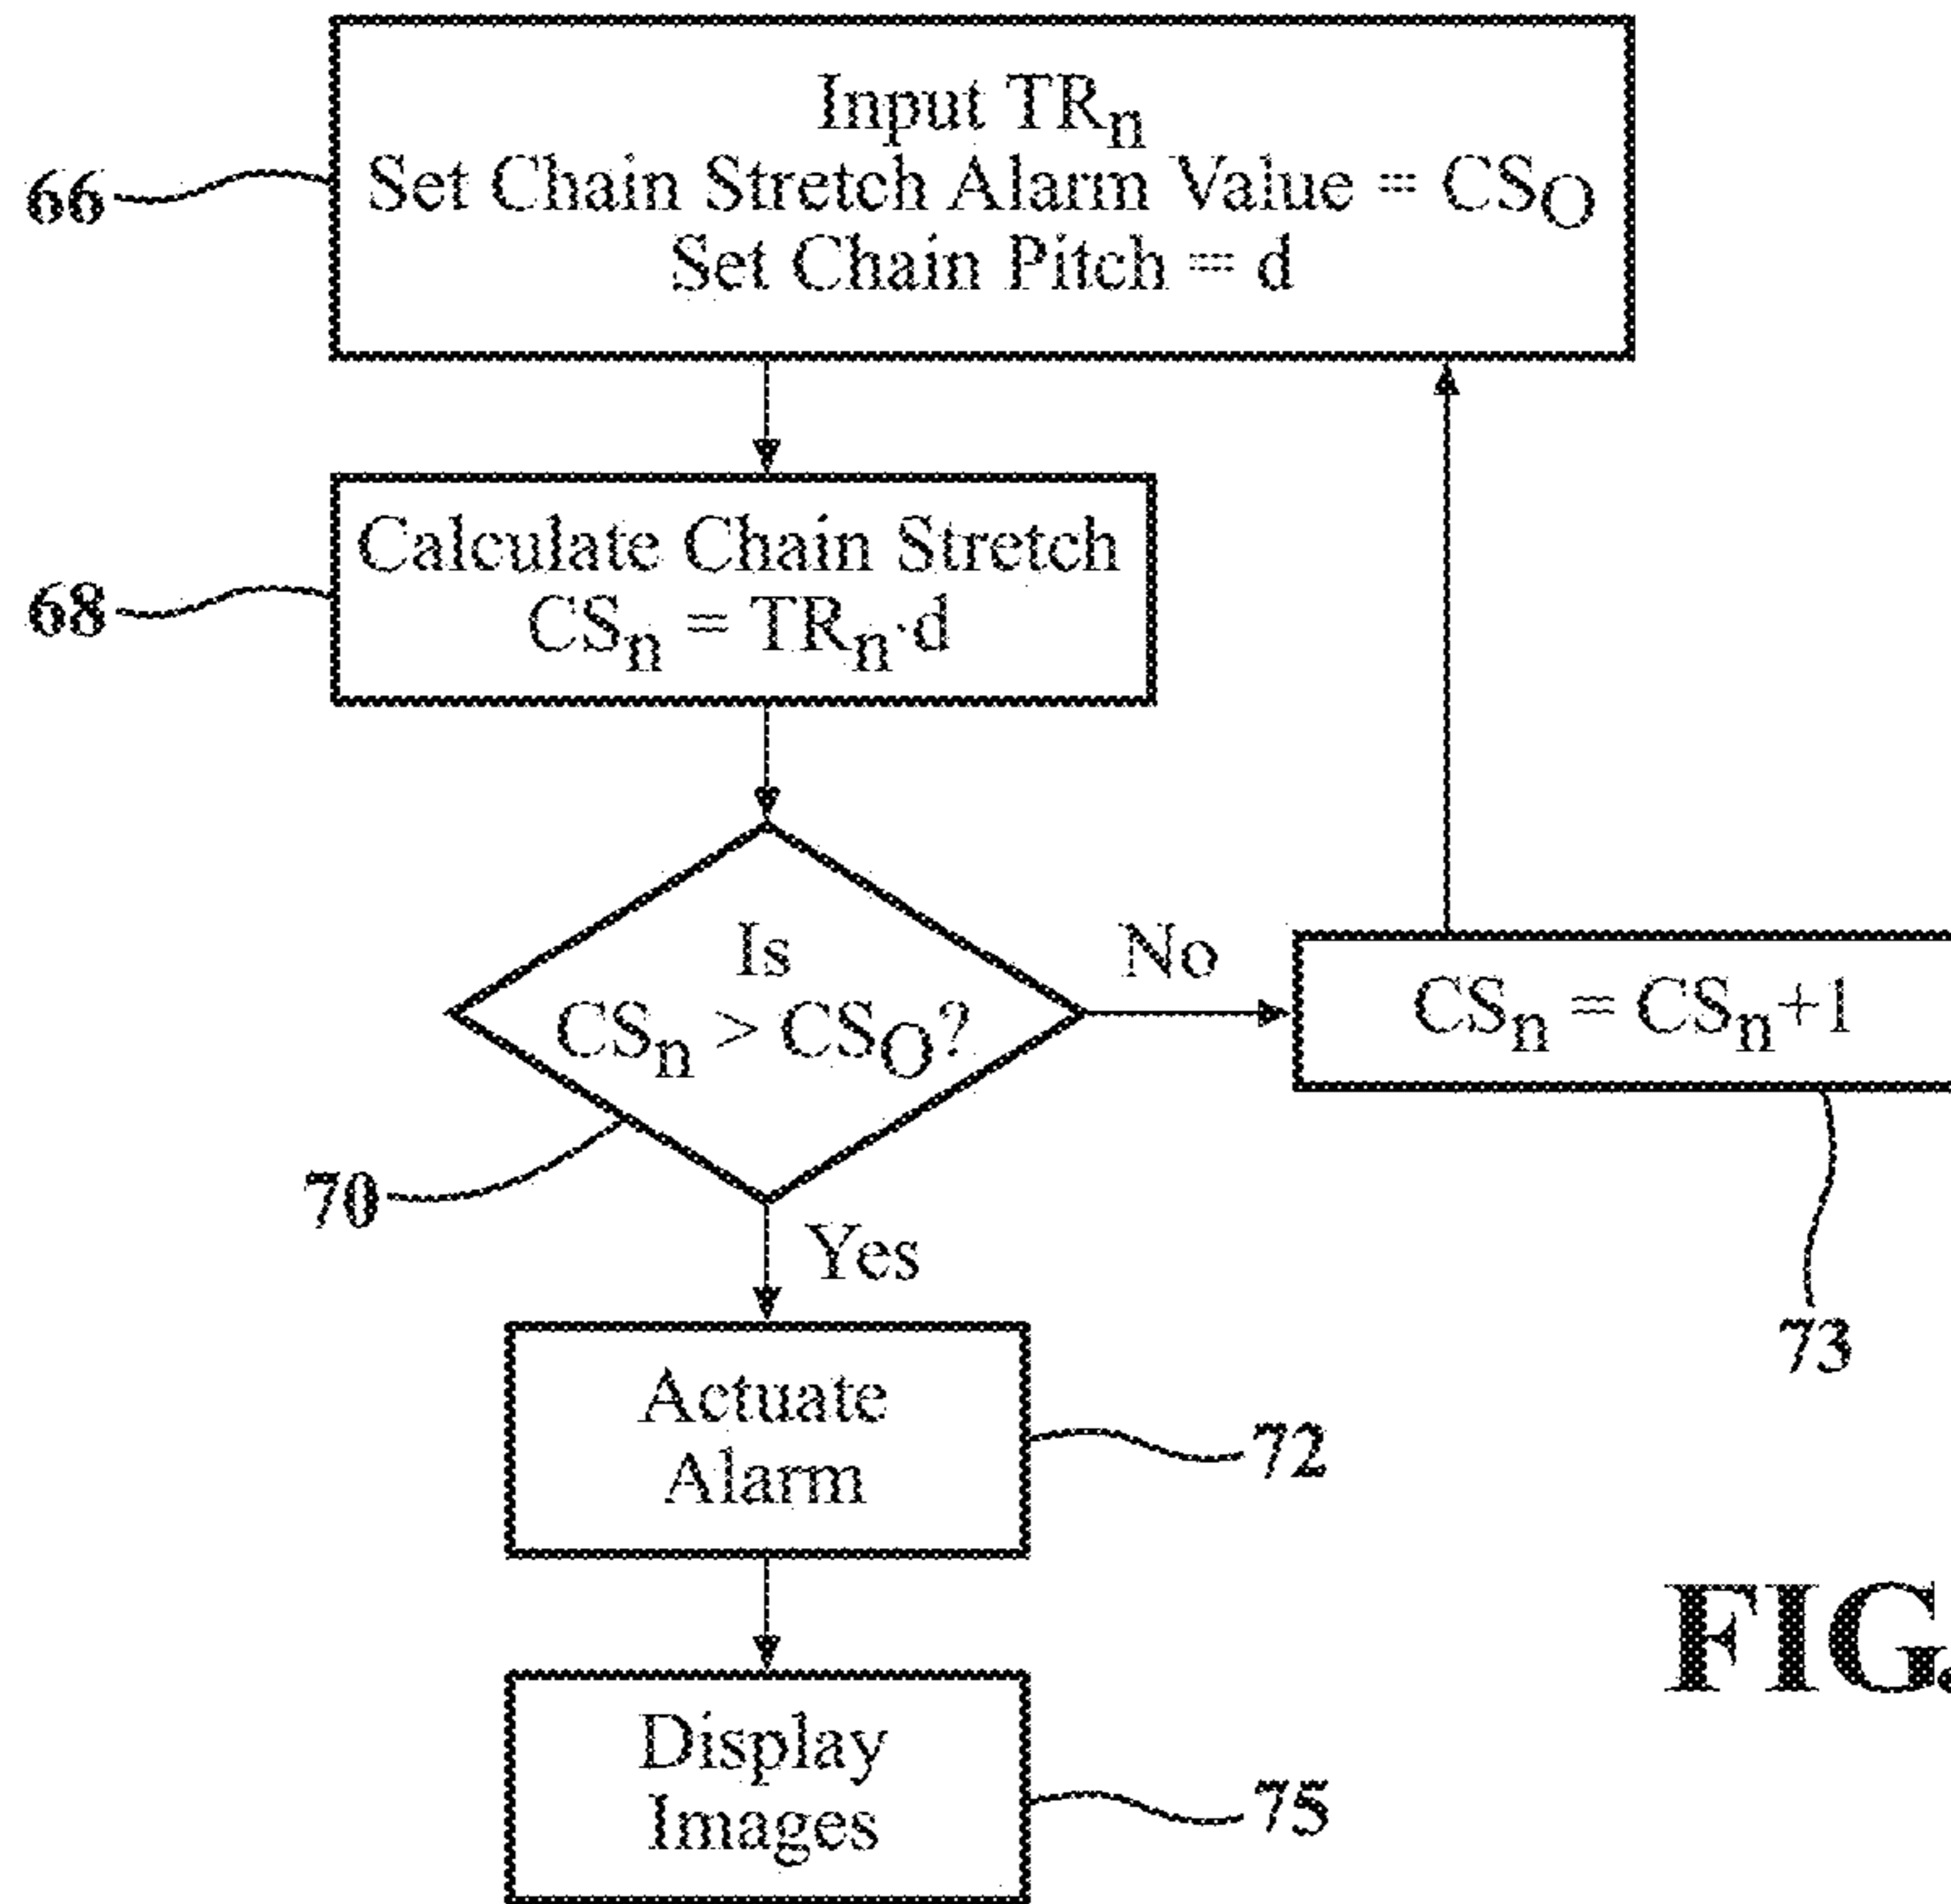 Input TRn
66
Set Chain Stretch Alarm Value = CSO
Set Chain Pitch = d
Calculate Chain Stretch
68
CSn = TRn·d
Is
CSn > CSO?
No
CSn = CSn+1
70
Yes
73
Actuate
Alarm
72
FIG.
Display
Images
75